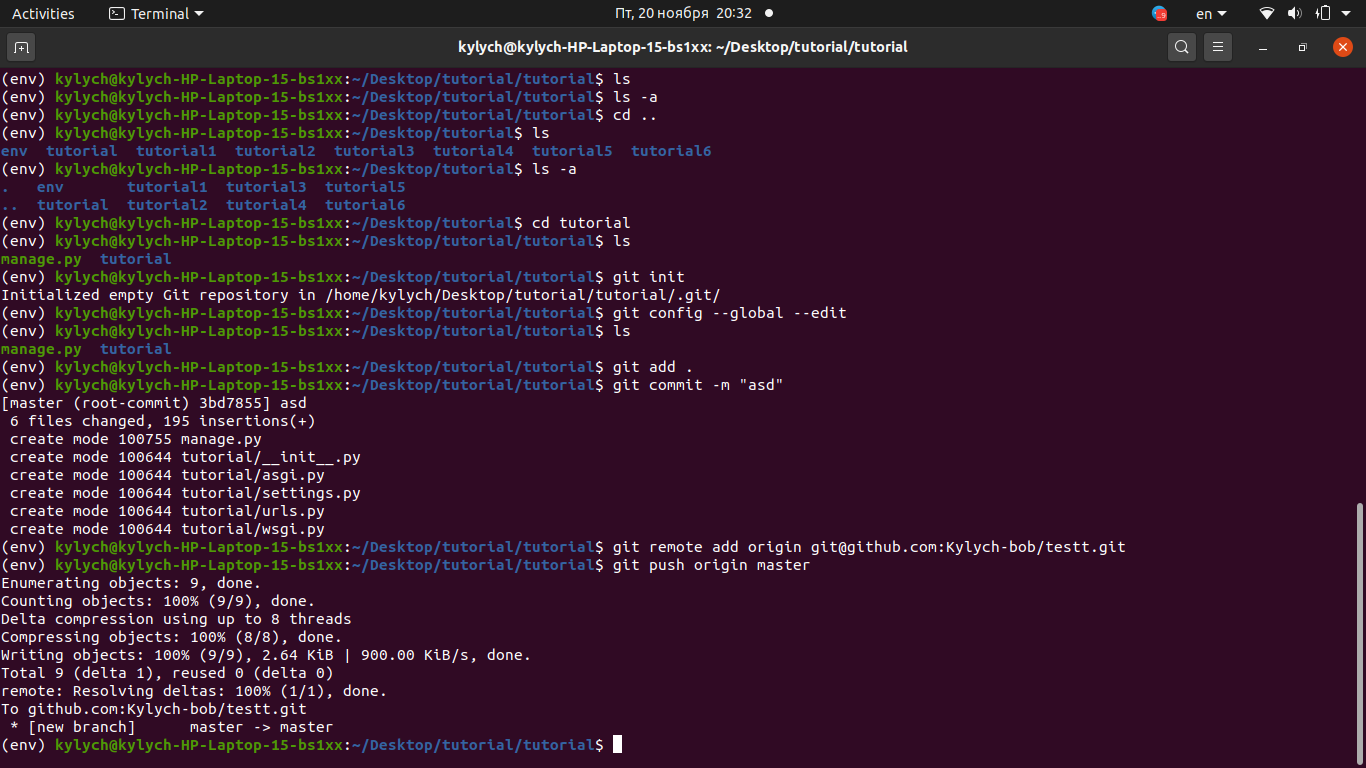 Activities Terminal Пт, 20 ноября 20:32 en
kylych@kylych-HP-Laptop-15-bs1xx: ~/Desktop/tutorial/tutorial
(env) kylych@kylych-HP-Laptop-15-bs1xx:~/Desktop/tutorial/tutorial$ ls
(env) kylych@kylych-HP-Laptop-15-bs1xx:~/Desktop/tutorial/tutorial$ ls -a
(env) kylych@kylych-HP-Laptop-15-bs1xx:~/Desktop/tutorial/tutorial$ cd ..
(env) kylych@kylych-HP-Laptop-15-bs1xx:~/Desktop/tutorial$ ls
env  tutorial  tutorial1  tutorial2  tutorial3  tutorial4  tutorial5  tutorial6
(env) kylych@kylych-HP-Laptop-15-bs1xx:~/Desktop/tutorial$ ls -a
.   env       tutorial1  tutorial3  tutorial5
..  tutorial  tutorial2  tutorial4  tutorial6
(env) kylych@kylych-HP-Laptop-15-bs1xx:~/Desktop/tutorial$ cd tutorial
(env) kylych@kylych-HP-Laptop-15-bs1xx:~/Desktop/tutorial/tutorial$ ls
manage.py  tutorial
(env) kylych@kylych-HP-Laptop-15-bs1xx:~/Desktop/tutorial/tutorial$ git init
Initialized empty Git repository in /home/kylych/Desktop/tutorial/tutorial/.git/
(env) kylych@kylych-HP-Laptop-15-bs1xx:~/Desktop/tutorial/tutorial$ git config --global --edit
(env) kylych@kylych-HP-Laptop-15-bs1xx:~/Desktop/tutorial/tutorial$ ls
manage.py  tutorial
(env) kylych@kylych-HP-Laptop-15-bs1xx:~/Desktop/tutorial/tutorial$ git add .
(env) kylych@kylych-HP-Laptop-15-bs1xx:~/Desktop/tutorial/tutorial$ git commit -m "asd"
[master (root-commit) 3bd7855] asd
 6 files changed, 195 insertions(+)
 create mode 100755 manage.py
 create mode 100644 tutorial/__init__.py
 create mode 100644 tutorial/asgi.py
 create mode 100644 tutorial/settings.py
 create mode 100644 tutorial/urls.py
 create mode 100644 tutorial/wsgi.py
(env) kylych@kylych-HP-Laptop-15-bs1xx:~/Desktop/tutorial/tutorial$ git remote add origin git@github.com:Kylych-bob/testt.git
(env) kylych@kylych-HP-Laptop-15-bs1xx:~/Desktop/tutorial/tutorial$ git push origin master
Enumerating objects: 9, done.
Counting objects: 100% (9/9), done.
Delta compression using up to 8 threads
Compressing objects: 100% (8/8), done.
Writing objects: 100% (9/9), 2.64 KiB | 900.00 KiB/s, done.
Total 9 (delta 1), reused 0 (delta 0)
remote: Resolving deltas: 100% (1/1), done.
To github.com:Kylych-bob/testt.git
 * [new branch]      master -> master
(env) kylych@kylych-HP-Laptop-15-bs1xx:~/Desktop/tutorial/tutorial$